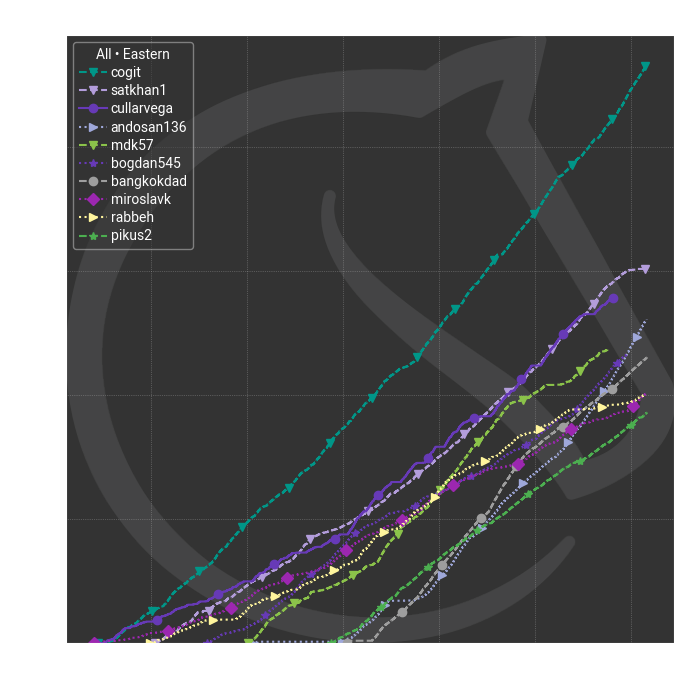 All • Eastern
cogit
satkhan1
cullarvega
andosan136
mdk57
bogdan545
bangkokdad
miroslavk
rabbeh
pikus2